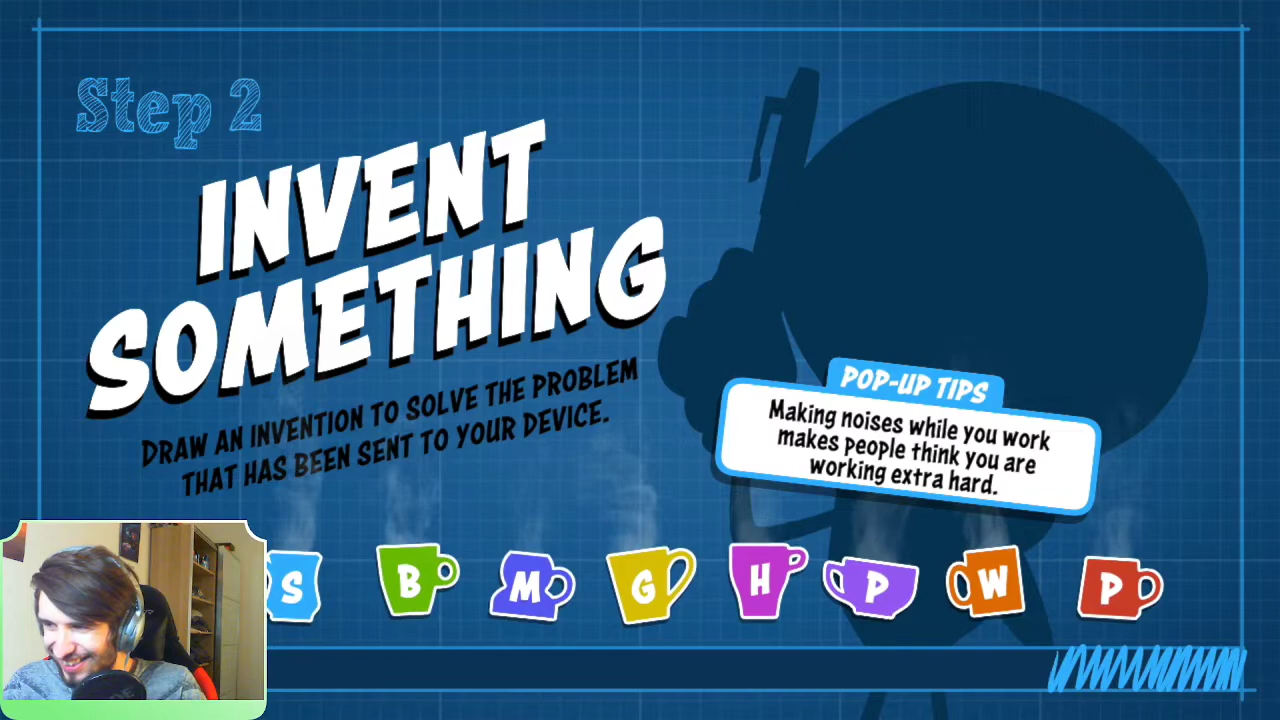 Step 2
INVENT
SOMETHING
DRAW AN INVENTION TO SOLVE THE PROBLEM
THAT HAS BEEN SENT TO YOUR DEVICE.
POP-UP TIPS
Making noises while you work
makes people think you are
working extra hard.
S B M G H P W P